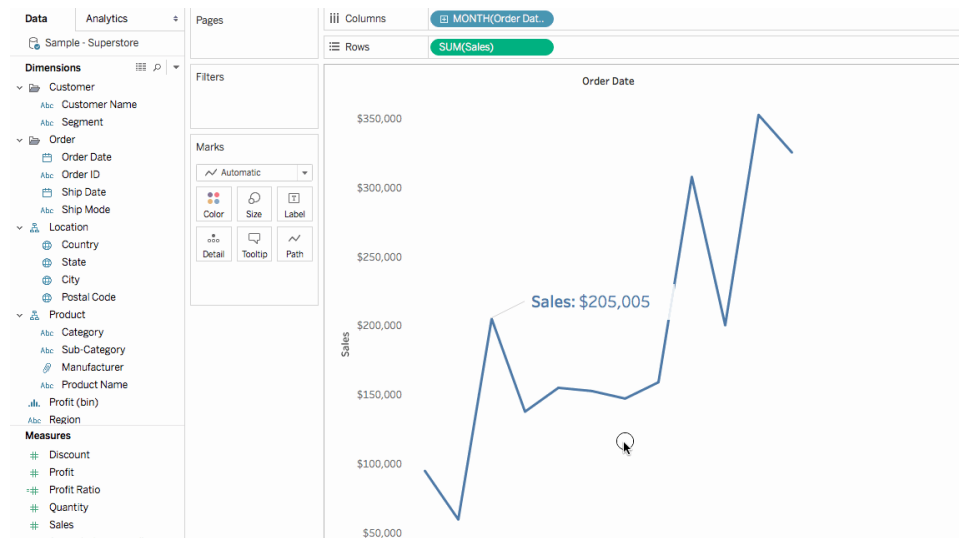 Data
Analytics
Sample - Superstore
Dimensions
Customer
Abc Customer Name
Abc Segment
Order
Order Date
Abc Order ID
Ship Date
Abc Ship Mode
Location
Country
State
City
Postal Code
Product
Abc Category
Abc Sub-Category
Manufacturer
Abc Product Name
Profit (bin)
Abc Region
Measures
# Discount
# Profit
=# Profit Ratio
# Quantity
# Sales
Pages
Filters
Marks
Automatic
Color Size Label
Detail Tooltip Path
Columns
MONTH(Order Dat..
Rows
SUM(Sales)
Order Date
$350,000
$300,000
$250,000
$200,000
$150,000
$100,000
$50,000
Sales
Sales: $205,005